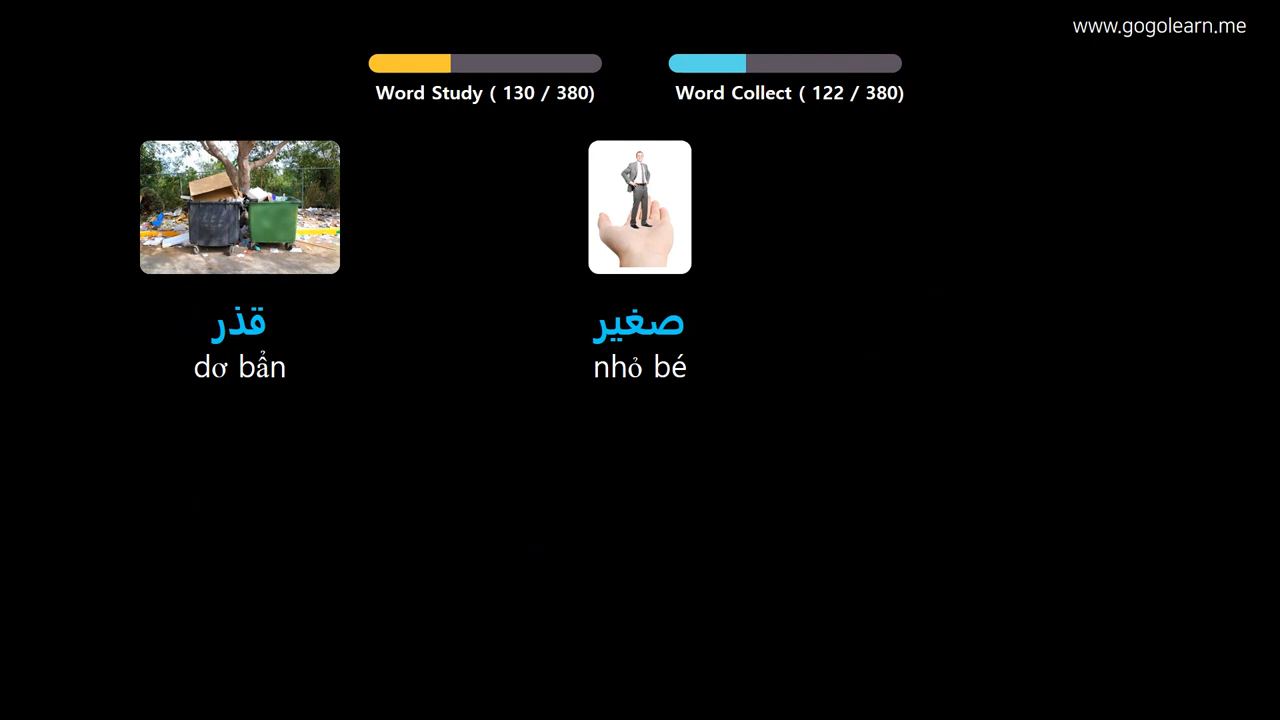 www.gogolearn.me
Word Study ( 130 / 380)
Word Collect ( 122 / 380)
قذر
dơ bẩn
صغير
nhỏ bé